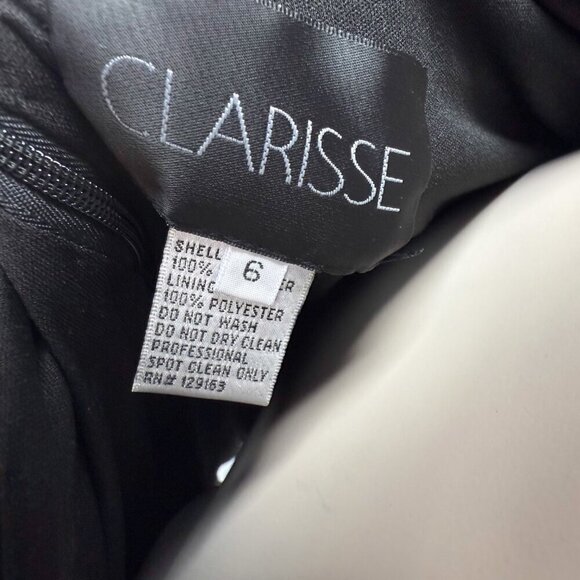 CLARISSE
6
SHELL
100%
LINING ER
100% POLYESTER
DO NOT WASH
DO NOT DRY CLEAN
PROFESSIONAL
SPOT CLEAN ONLY
RN# 129163